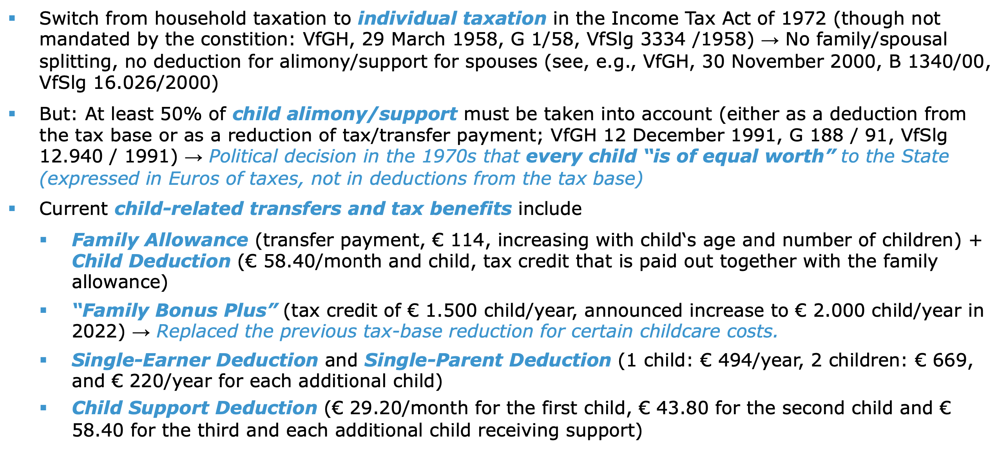 ▪ Switch from household taxation to individual taxation in the Income Tax Act of 1972 (though not
mandated by the constition: VfGH, 29 March 1958, G 1/58, VfSlg 3334 /1958) → No family/spousal
splitting, no deduction for alimony/support for spouses (see, e.g., VfGH, 30 November 2000, B 1340/00,
VfSlg 16.026/2000)
▪ But: At least 50% of child alimony/support must be taken into account (either as a deduction from
the tax base or as a reduction of tax/transfer payment; VfGH 12 December 1991, G 188 / 91, VfSlg
12.940 / 1991) → Political decision in the 1970s that every child “is of equal worth” to the State
(expressed in Euros of taxes, not in deductions from the tax base)
▪ Current child-related transfers and tax benefits include
▪ Family Allowance (transfer payment, € 114, increasing with child‘s age and number of children) +
Child Deduction (€ 58.40/month and child, tax credit that is paid out together with the family
allowance)
▪ “Family Bonus Plus” (tax credit of € 1.500 child/year, announced increase to € 2.000 child/year in
2022) → Replaced the previous tax-base reduction for certain childcare costs.
▪ Single-Earner Deduction and Single-Parent Deduction (1 child: € 494/year, 2 children: € 669,
and € 220/year for each additional child)
▪ Child Support Deduction (€ 29.20/month for the first child, € 43.80 for the second child and €
58.40 for the third and each additional child receiving support)